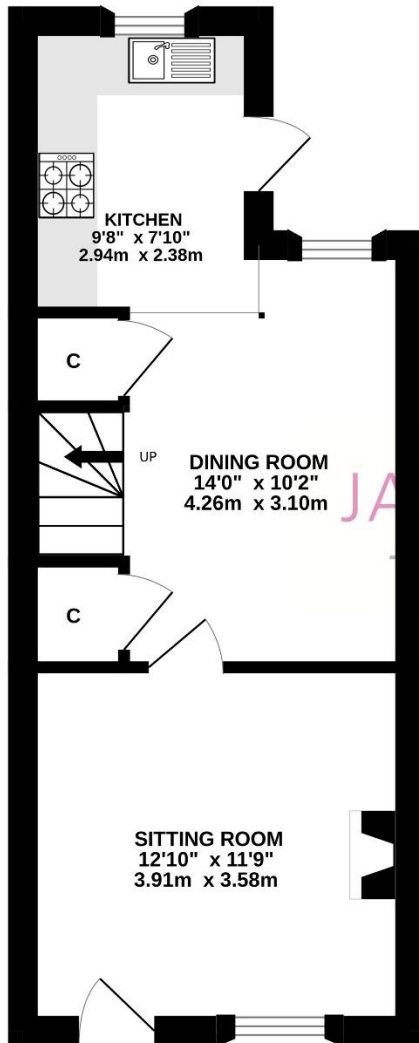 KITCHEN
9'8" x 7'10"
2.94m x 2.38m
C
UP
DINING ROOM
14'0" x 10'2"
4.26m x 3.10m
JA
C
SITTING ROOM
12'10" x 11'9"
3.91m x 3.58m